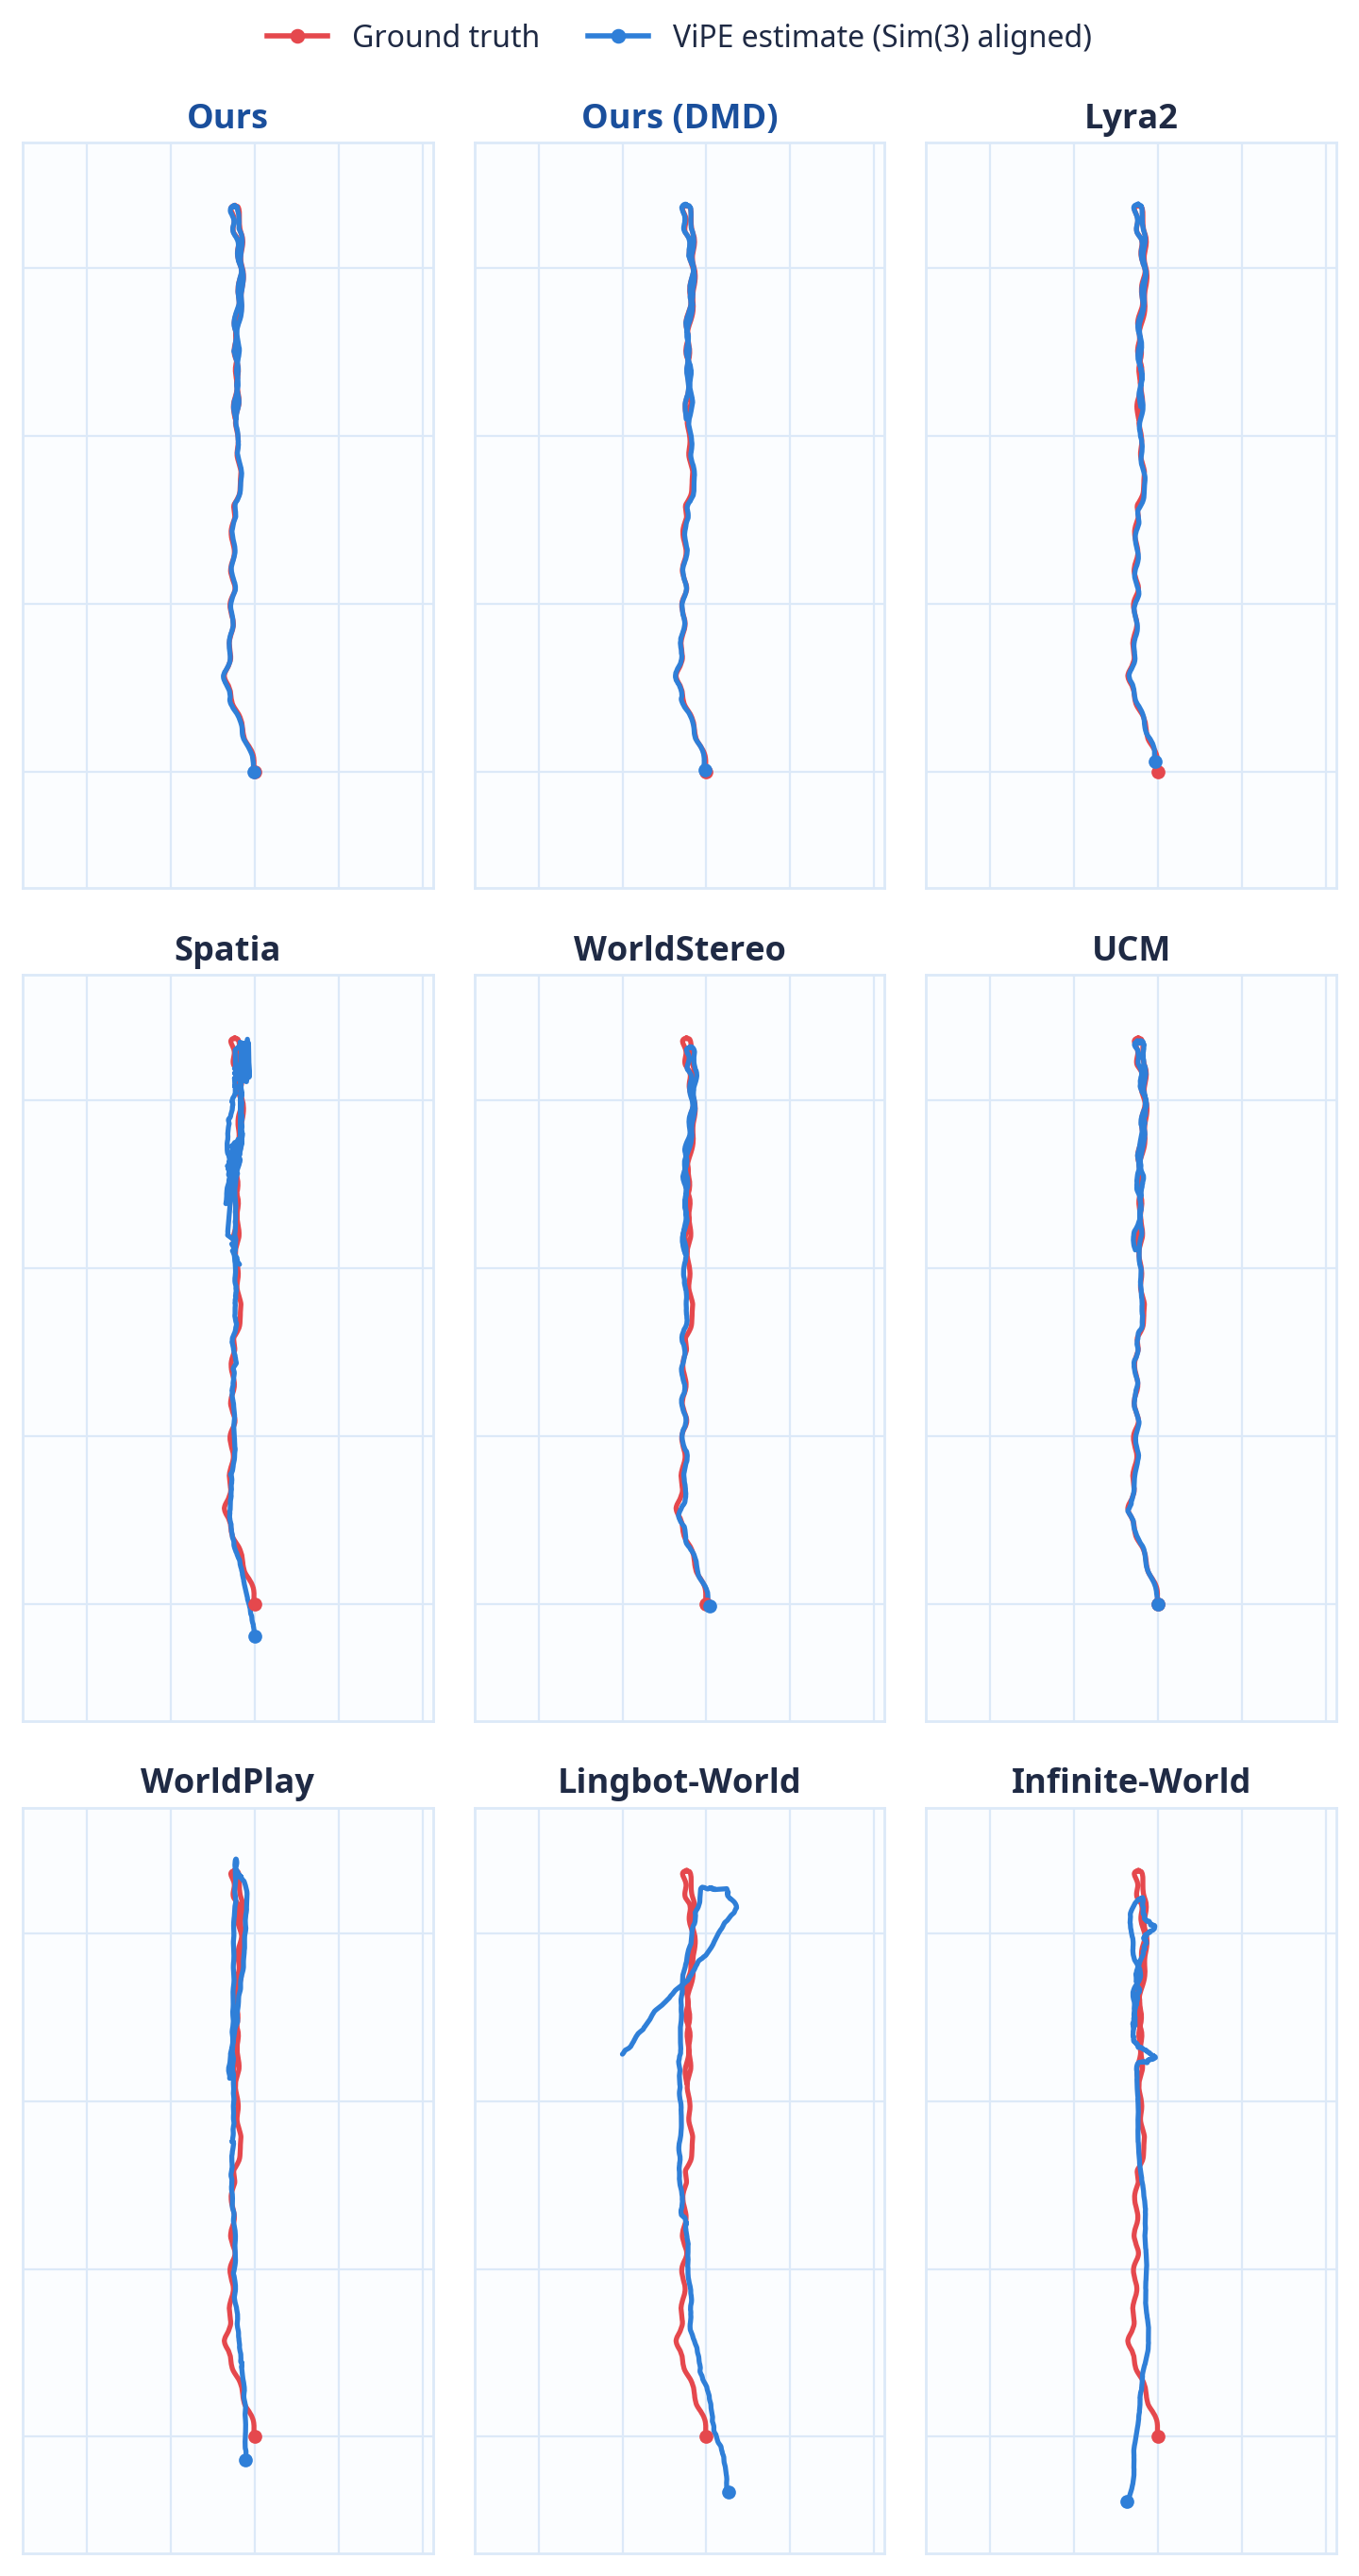 Ground truth ViPE estimate (Sim(3) aligned)
Ours Ours (DMD) Lyra2
Spatia WorldStereo UCM
WorldPlay Lingbot-World Infinite-World